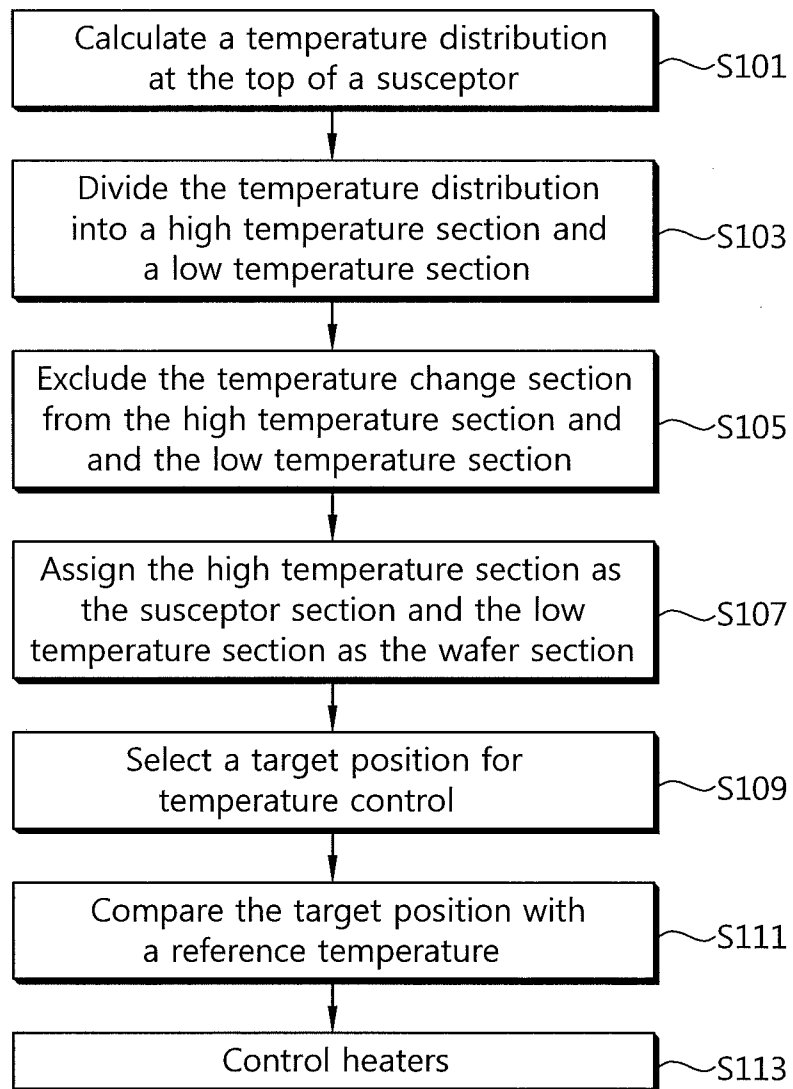 Calculate a temperature distribution
at the top of a susceptor
S101
Divide the temperature distribution
into a high temperature section and
a low temperature section
S103
Exclude the temperature change section
from the high temperature section and
and the low temperature section
S105
Assign the high temperature section as
the susceptor section and the low
temperature section as the wafer section
S107
Select a target position for
temperature control
S109
Compare the target position with
a reference temperature
S111
Control heaters
S113